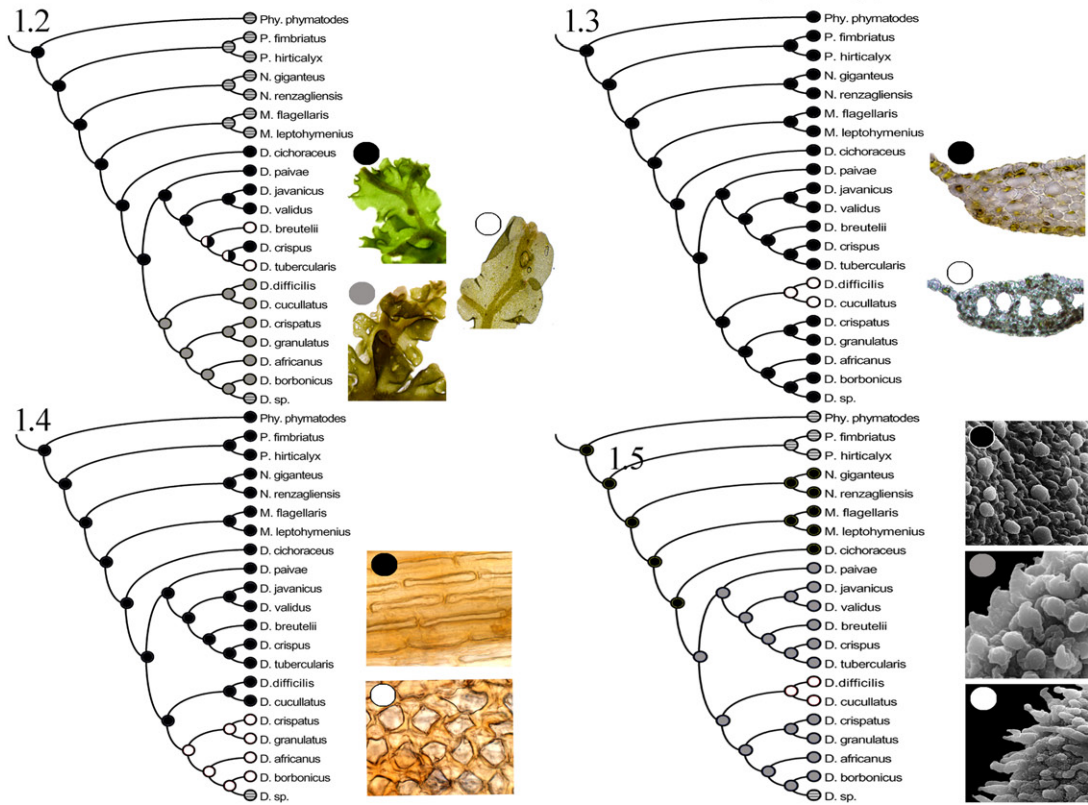 1.2
Phy. phymatodes
P. fimbriatus
P. hirticalyx
N. giganteus
N. renzagliensis
M. flagellaris
M. leptohymenius
D. cichoraceus
D. paivae
D. javanicus
D. validus
D. breutelii
D. crispus
D. tubercularis
D.difficilis
D. cucullatus
D. crispatus
D. granulatus
D. africanus
D. borbonicus
D. sp.
1.3
Phy. phymatodes
P. fimbriatus
P. hirticalyx
N. giganteus
N. renzagliensis
M. flagellaris
M. leptohymenius
D. cichoraceus
D. paivae
D. javanicus
D. validus
D. breutelii
D. crispus
D. tubercularis
D.difficilis
D. cucullatus
D. crispatus
D. granulatus
D. africanus
D. borbonicus
D. sp.
1.4
Phy. phymatodes
P. fimbriatus
P. hirticalyx
N. giganteus
N. renzagliensis
M. flagellaris
M. leptohymenius
D. cichoraceus
D. paivae
D. javanicus
D. validus
D. breutelii
D. crispus
D. tubercularis
D.difficilis
D. cucullatus
D. crispatus
D. granulatus
D. africanus
D. borbonicus
D. sp.
1.5
Phy. phymatodes
P. fimbriatus
P. hirticalyx
N. giganteus
N. renzagliensis
M. flagellaris
M. leptohymenius
D. cichoraceus
D. paivae
D. javanicus
D. validus
D. breutelii
D. crispus
D. tubercularis
D.difficilis
D. cucullatus
D. crispatus
D. granulatus
D. africanus
D. borbonicus
D. sp.